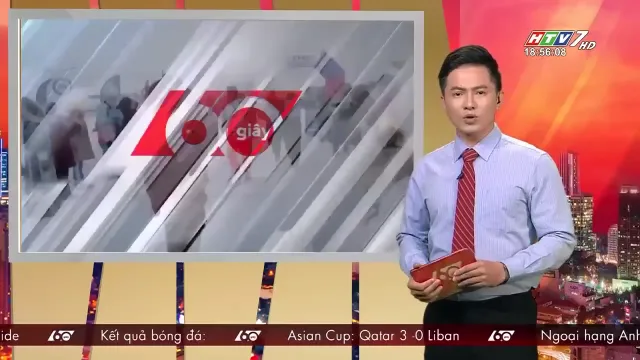 HTV7 HD
18:56:08
60 giây
60
ide 60 Kết quả bóng đá: 60 Asian Cup: Qatar 3 -0 Liban 60 Ngoại hạng Anh